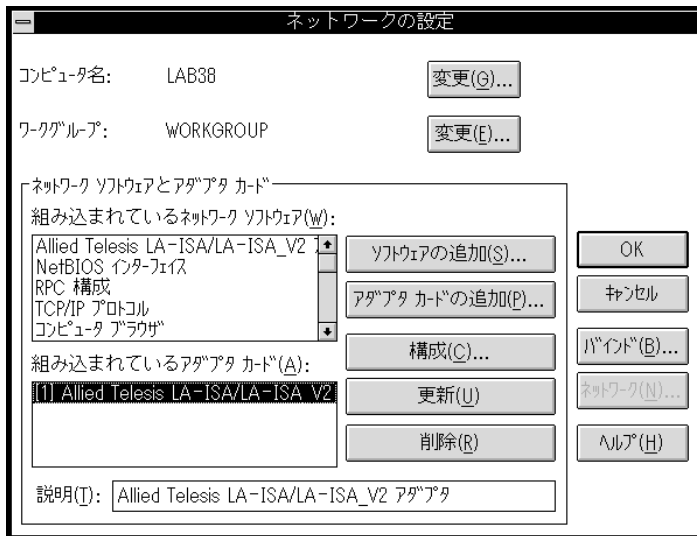 ネットワークの設定
コンピュータ名: LAB38 変更(G)...
ワークグループ: WORKGROUP 変更(E)...
ネットワーク ソフトウェアとアダプタ カード
組み込まれているネットワーク ソフトウェア(W):
Allied Telesis LA-ISA/LA-ISA_V2
NetBIOS インターフェイス
RPC 構成
TCP/IP プロトコル
コンピュータ ブラウザ
ソフトウェアの追加(S)...
アダプタ カードの追加(P)...
組み込まれているアダプタ カード(A):
[1] Allied Telesis LA-ISA/LA-ISA_V2
構成(C)...
更新(U)
削除(R)
説明(T): Allied Telesis LA-ISA/LA-ISA_V2 アダプタ
OK
キャンセル
バインド(B)...
ネットワーク(N)...
ヘルプ(H)